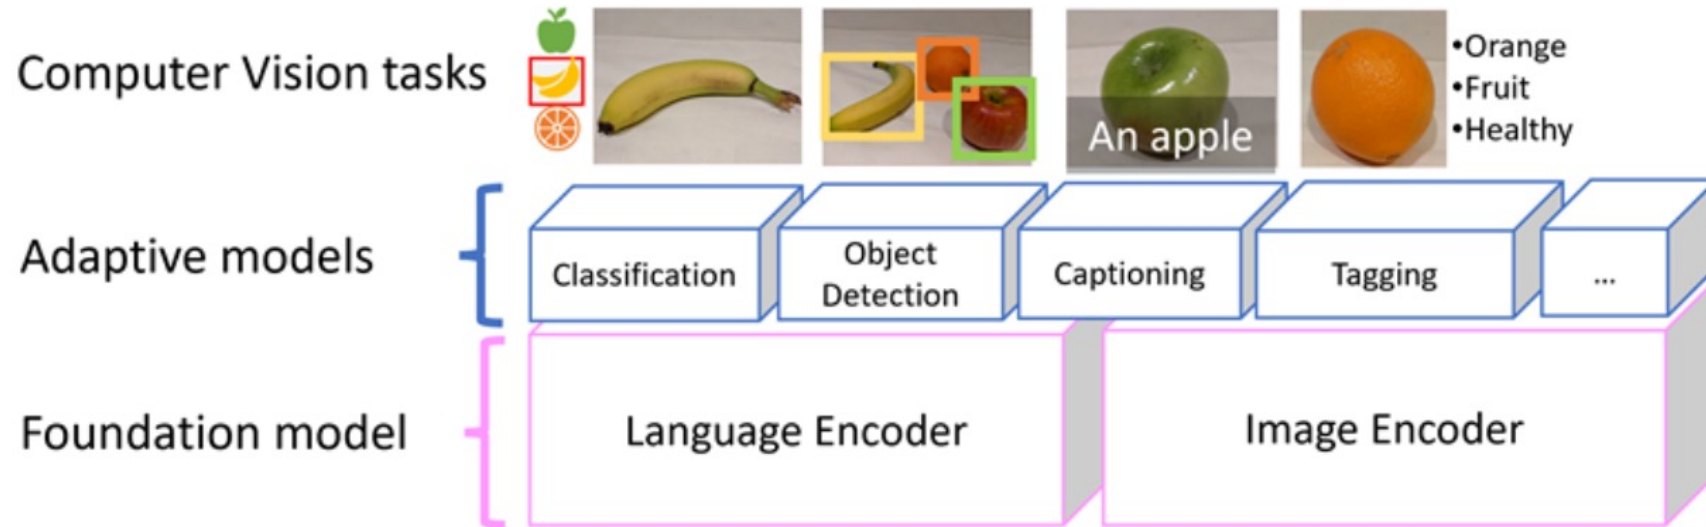 Computer Vision tasks
An apple
•Orange
•Fruit
•Healthy
Adaptive models
Classification
Object
Detection
Captioning
Tagging
...
Foundation model
Language Encoder
Image Encoder